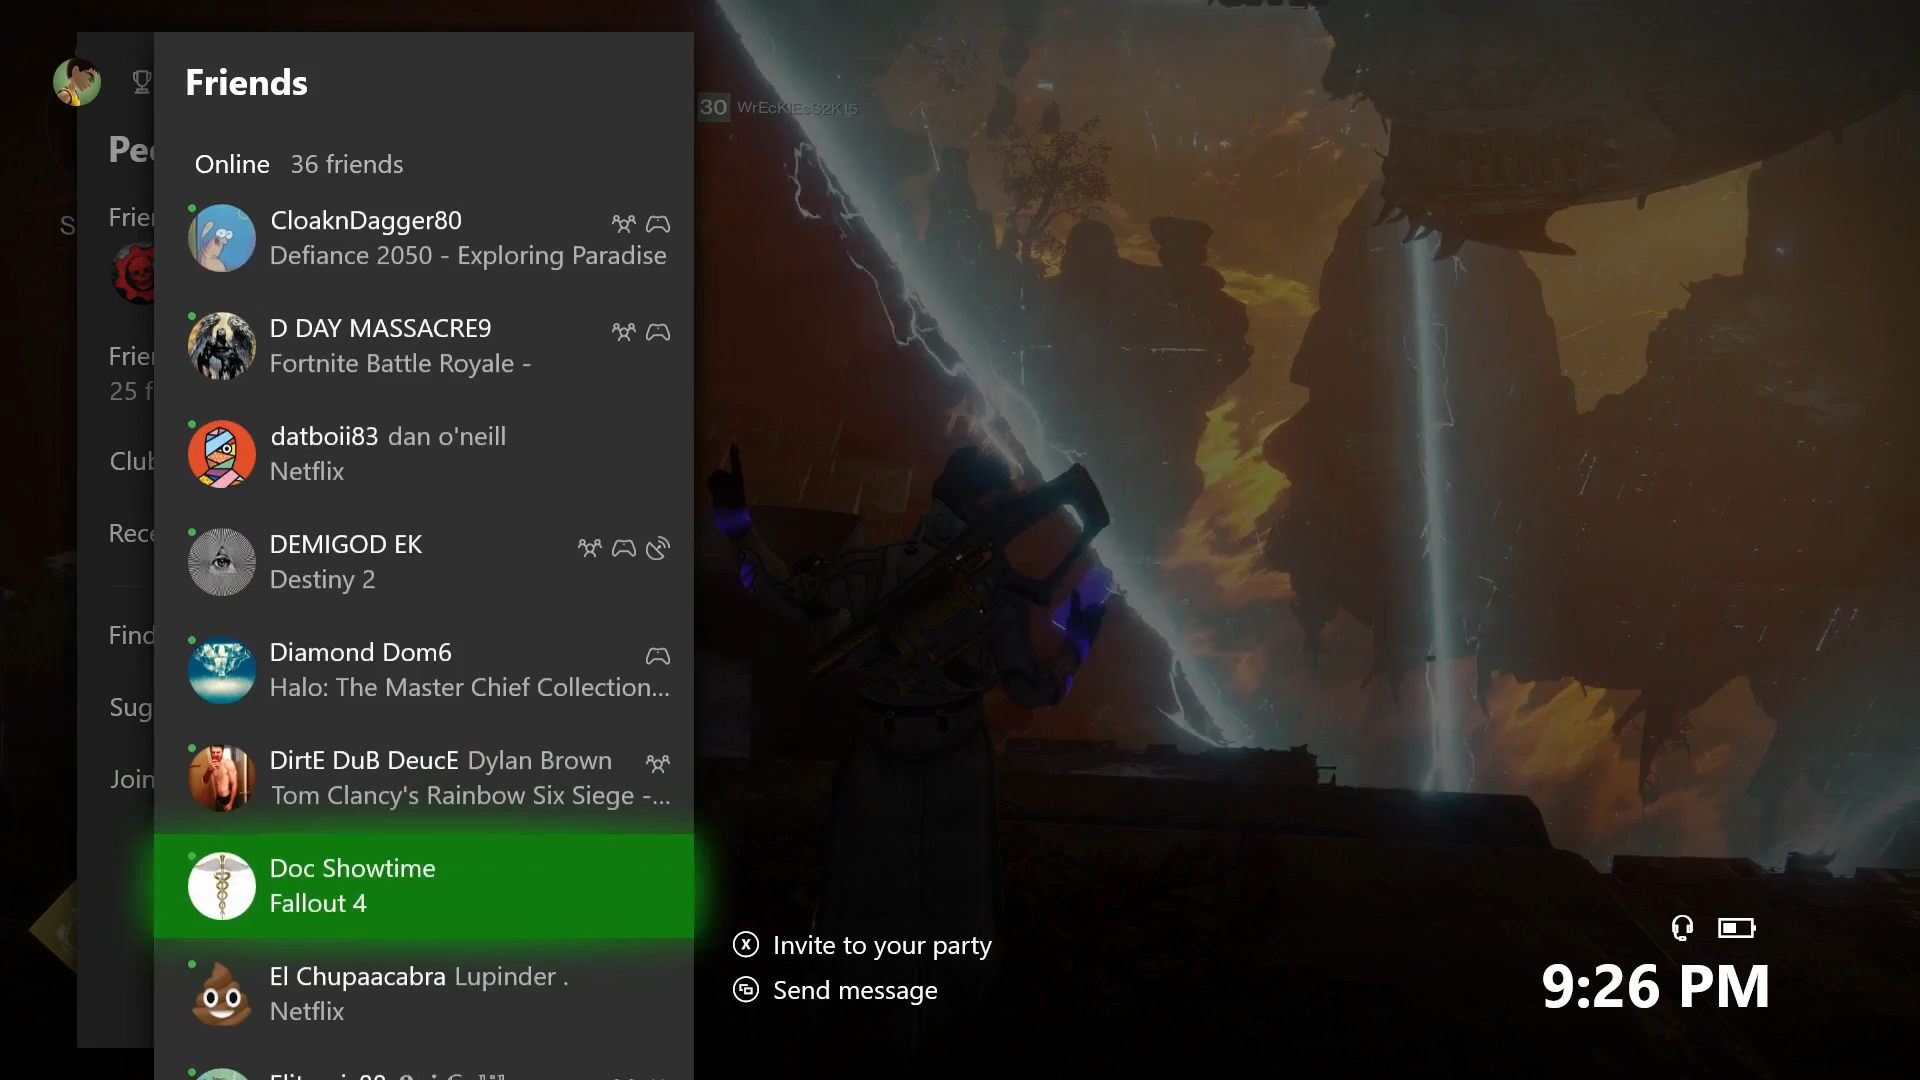 Friends
Online 36 friends
CloaknDagger80
Defiance 2050 - Exploring Paradise
D DAY MASSACRE9
Fortnite Battle Royale -
datboii83 dan o'neill
Netflix
DEMIGOD EK
Destiny 2
Diamond Dom6
Halo: The Master Chief Collection...
DirtE DuB DeucE Dylan Brown
Tom Clancy's Rainbow Six Siege -...
Doc Showtime
Fallout 4
El Chupaacabra Lupinder .
Netflix
30 WrEcKlEsS2K15
S
Pe
Frie
Frie
25 f
Club
Rece
Find
Sug
Join
Invite to your party
Send message
9:26 PM